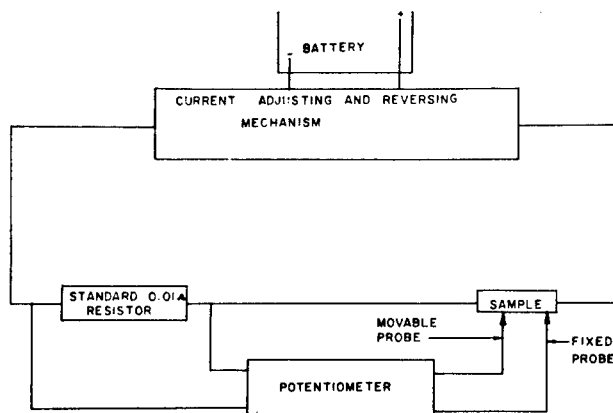 - BATTERY +
CURRENT ADJUSTING AND REVERSING
MECHANISM
STANDARD 0.01Ω
RESISTOR
SAMPLE
MOVABLE
PROBE
FIXED
PROBE
POTENTIOMETER